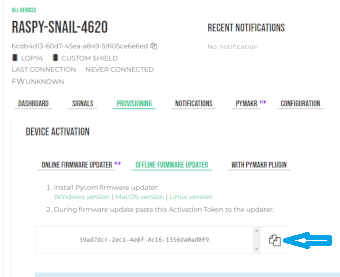 ALL DEVICES
RASPY-SNAIL-4620
RECENT NOTIFICATIONS
6cdb4d13-60d7-45ea-a849-59105ce6e6ed
No notification
LOPY4 CUSTOM SHIELD
LAST CONNECTION NEVER CONNECTED
FW UNKNOWN
DASHBOARD SIGNALS PROVISIONING NOTIFICATIONS PYMAKR NEW CONFIGURATION
DEVICE ACTIVATION
ONLINE FIRMWARE UPDATER NEW OFFLINE FIRMWARE UPDATER WITH PYMAKR PLUGIN
1. Install Pycom firmware updater:
Windows version | MacOS version | Linux version
2. During firmware update paste this Activation Token to the updater:
39ad7dcc-2ec1-4e8f-8c16-1356da0ad0f9